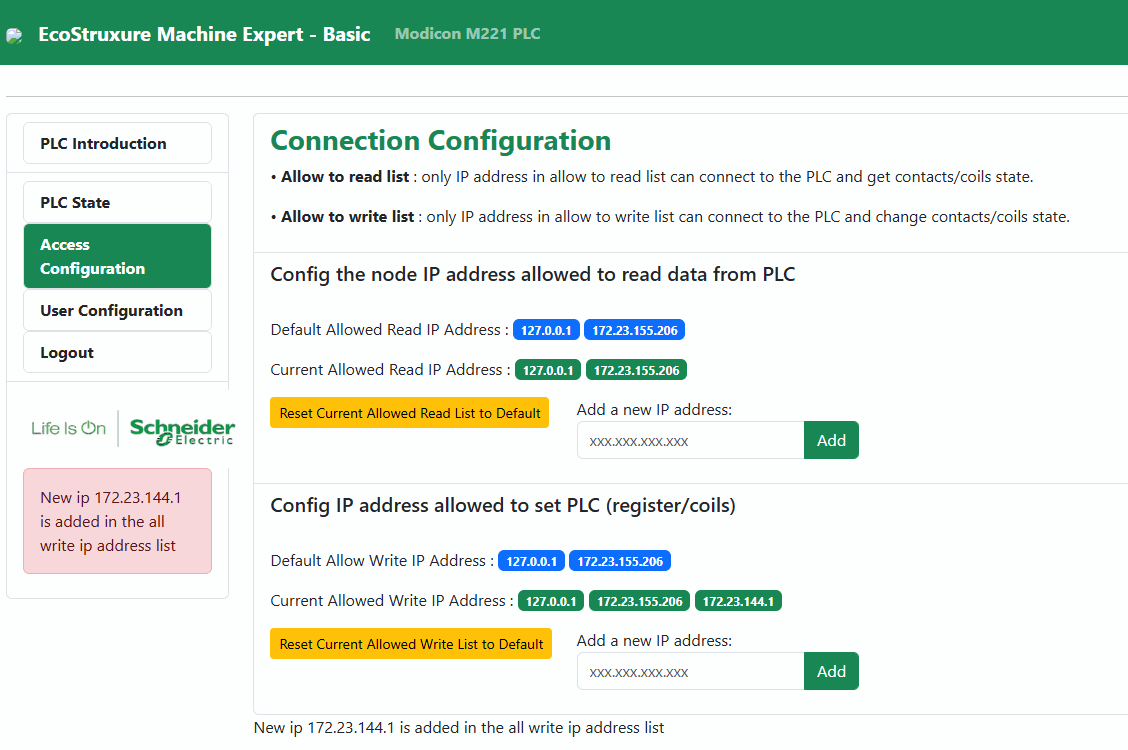 EcoStruxure Machine Expert - Basic Modicon M221 PLC
PLC Introduction
PLC State
Access
Configuration
User Configuration
Logout
Life Is On Schneider Electric
New ip 172.23.144.1
is added in the all
write ip address list
Connection Configuration
• Allow to read list : only IP address in allow to read list can connect to the PLC and get contacts/coils state.
• Allow to write list : only IP address in allow to write list can connect to the PLC and change contacts/coils state.
Config the node IP address allowed to read data from PLC
Default Allowed Read IP Address : 127.0.0.1 172.23.155.206
Current Allowed Read IP Address : 127.0.0.1 172.23.155.206
Reset Current Allowed Read List to Default
Add a new IP address:
xxx.xxx.xxx.xxx Add
Config IP address allowed to set PLC (register/coils)
Default Allow Write IP Address : 127.0.0.1 172.23.155.206
Current Allowed Write IP Address : 127.0.0.1 172.23.155.206 172.23.144.1
Reset Current Allowed Write List to Default
Add a new IP address:
xxx.xxx.xxx.xxx Add
New ip 172.23.144.1 is added in the all write ip address list